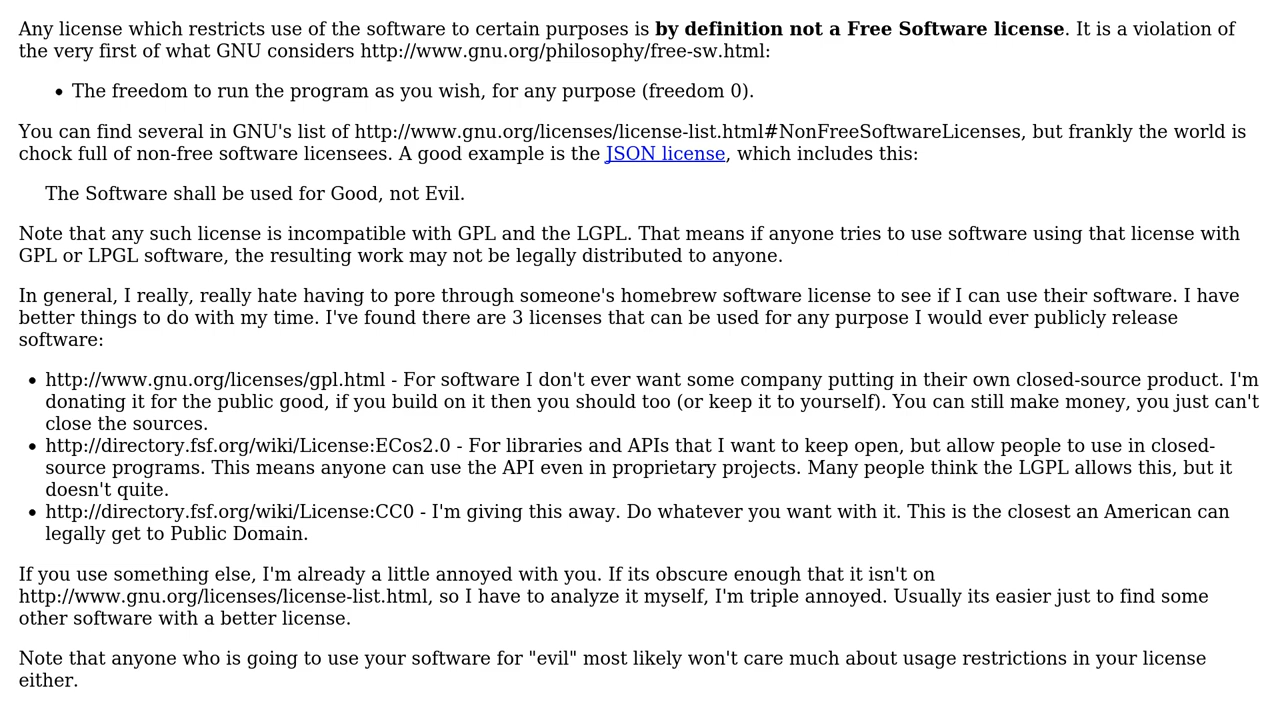 Any license which restricts use of the software to certain purposes is by definition not a Free Software license. It is a violation of
the very first of what GNU considers http://www.gnu.org/philosophy/free-sw.html:
• The freedom to run the program as you wish, for any purpose (freedom 0).
You can find several in GNU's list of http://www.gnu.org/licenses/license-list.html#NonFreeSoftwareLicenses, but frankly the world is
chock full of non-free software licensees. A good example is the JSON license, which includes this:
The Software shall be used for Good, not Evil.
Note that any such license is incompatible with GPL and the LGPL. That means if anyone tries to use software using that license with
GPL or LPGL software, the resulting work may not be legally distributed to anyone.
In general, I really, really hate having to pore through someone's homebrew software license to see if I can use their software. I have
better things to do with my time. I've found there are 3 licenses that can be used for any purpose I would ever publicly release
software:
• http://www.gnu.org/licenses/gpl.html - For software I don't ever want some company putting in their own closed-source product. I'm
donating it for the public good, if you build on it then you should too (or keep it to yourself). You can still make money, you just can't
close the sources.
• http://directory.fsf.org/wiki/License:ECos2.0 - For libraries and APIs that I want to keep open, but allow people to use in closed-
source programs. This means anyone can use the API even in proprietary projects. Many people think the LGPL allows this, but it
doesn't quite.
• http://directory.fsf.org/wiki/License:CC0 - I'm giving this away. Do whatever you want with it. This is the closest an American can
legally get to Public Domain.
If you use something else, I'm already a little annoyed with you. If its obscure enough that it isn't on
http://www.gnu.org/licenses/license-list.html, so I have to analyze it myself, I'm triple annoyed. Usually its easier just to find some
other software with a better license.
Note that anyone who is going to use your software for "evil" most likely won't care much about usage restrictions in your license
either.